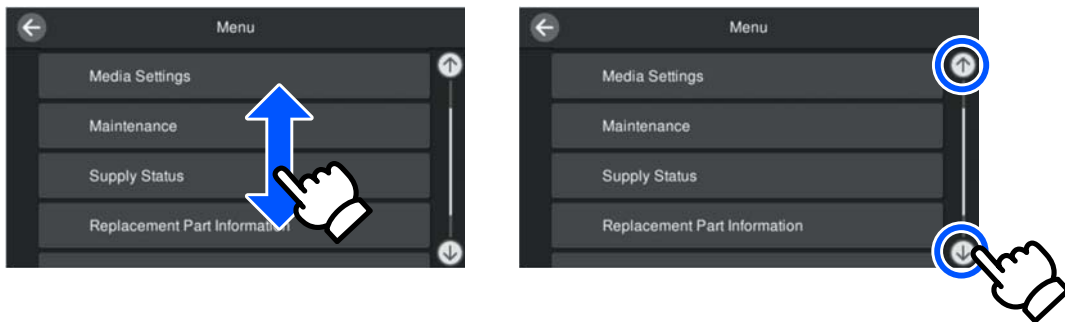 Menu
Media Settings
Maintenance
Supply Status
Replacement Part Information
Menu
Media Settings
Maintenance
Supply Status
Replacement Part Information